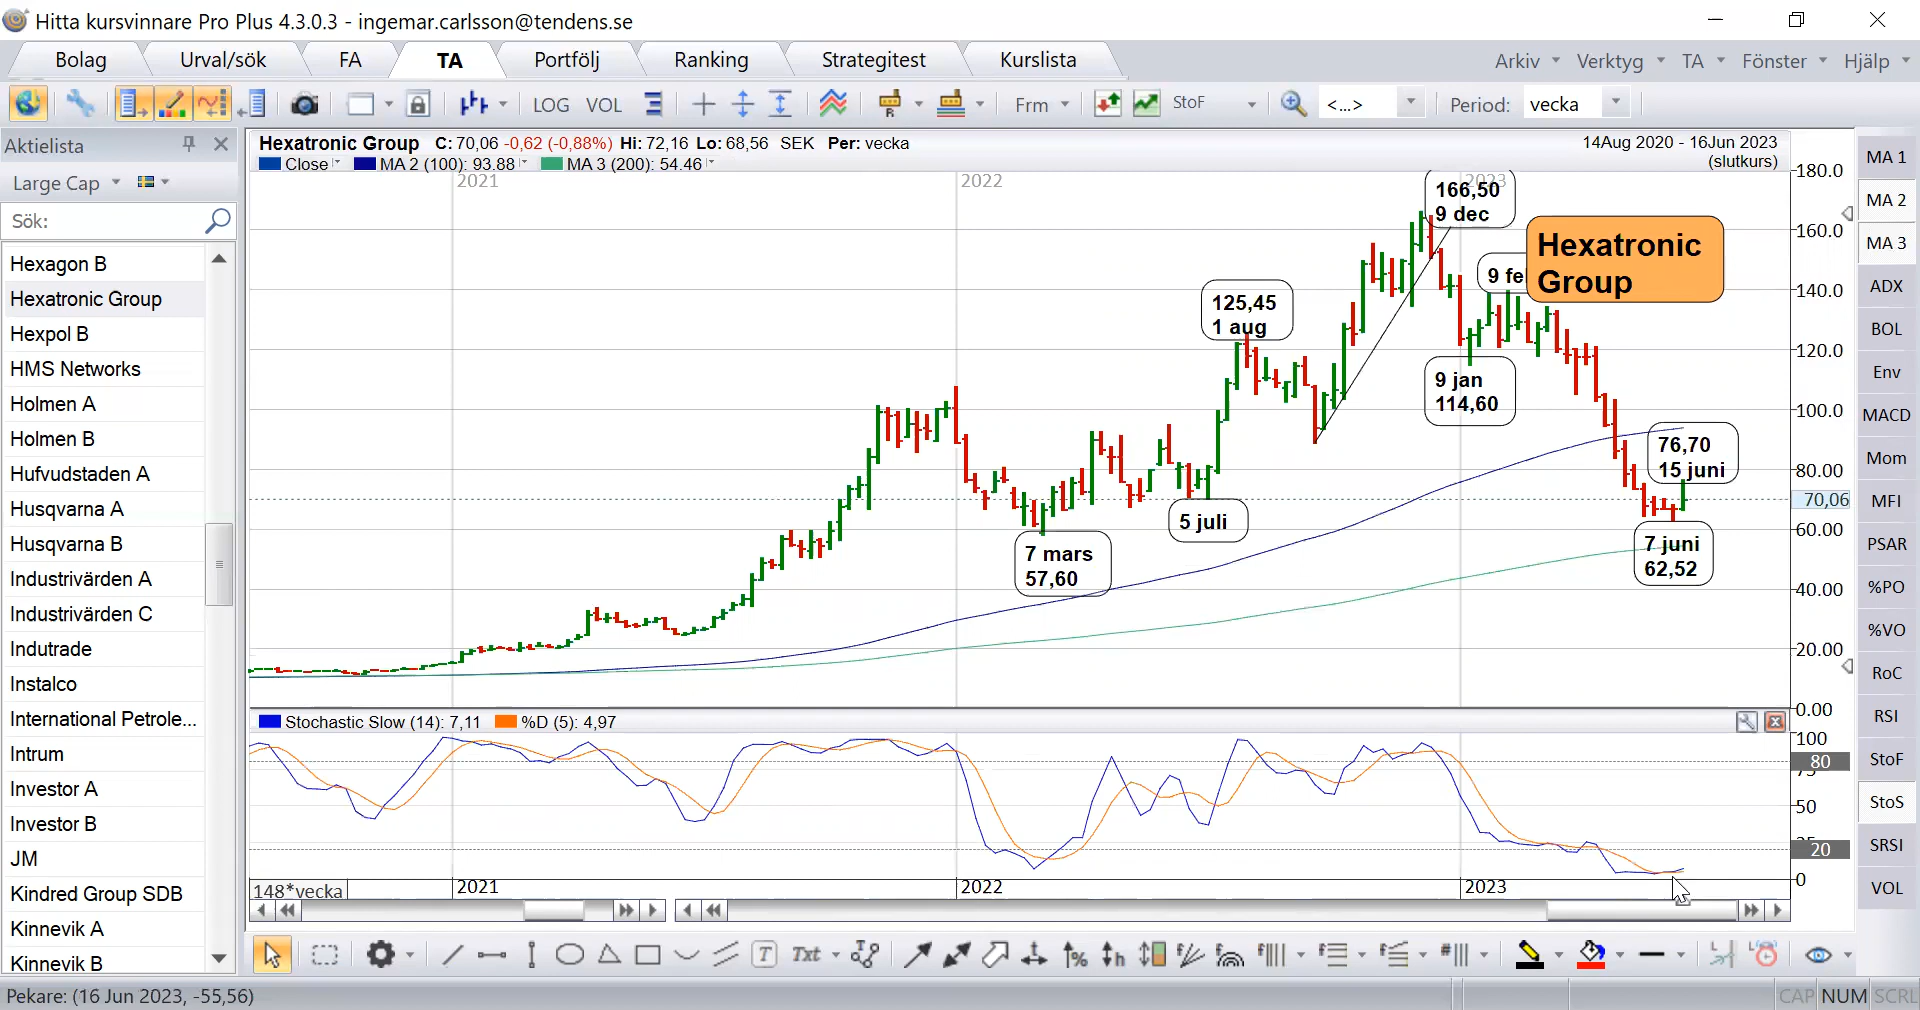 Hitta kursvinnare Pro Plus 4.3.0.3 - ingemar.carlsson@tendens.se
Bolag Urval/sök FA TA Portfölj Ranking Strategitest Kurslista Arkiv Verktyg TA Fönster Hjälp
LOG VOL Frm StoF <...> Period: vecka
Aktielista
Large Cap
Sök:
Hexagon B
Hexatronic Group
Hexpol B
HMS Networks
Holmen A
Holmen B
Hufvudstaden A
Husqvarna A
Husqvarna B
Industrivärden A
Industrivärden C
Indutrade
Instalco
International Petrole...
Intrum
Investor A
Investor B
JM
Kindred Group SDB
Kinnevik A
Kinnevik B
Hexatronic Group C: 70,06 -0,62 (-0,88%) Hi: 72,16 Lo: 68,56 SEK Per: vecka
14Aug 2020 - 16Jun 2023
Close MA 2 (100): 93.88 MA 3 (200): 54.46
(slutkurs)
2021 2022 2023
166,50
9 dec
Hexatronic
Group
9 fe
125,45
1 aug
9 jan
114,60
76,70
15 juni
5 juli
7 mars
57,60
7 juni
62,52
180.0
160.0
140.0
120.0
100.0
80.00
70,06
60.00
40.00
20.00
0.00
Stochastic Slow (14): 7,11 %D (5): 4,97
100
80
50
20
0
148*vecka 2021 2022 2023
MA 1
MA 2
MA 3
ADX
BOL
Env
MACD
Mom
MFI
PSAR
%PO
%VO
RoC
RSI
StoF
StoS
SRSI
VOL
T Txt
Pekare: (16 Jun 2023, -55,56) CAP NUM SCRL